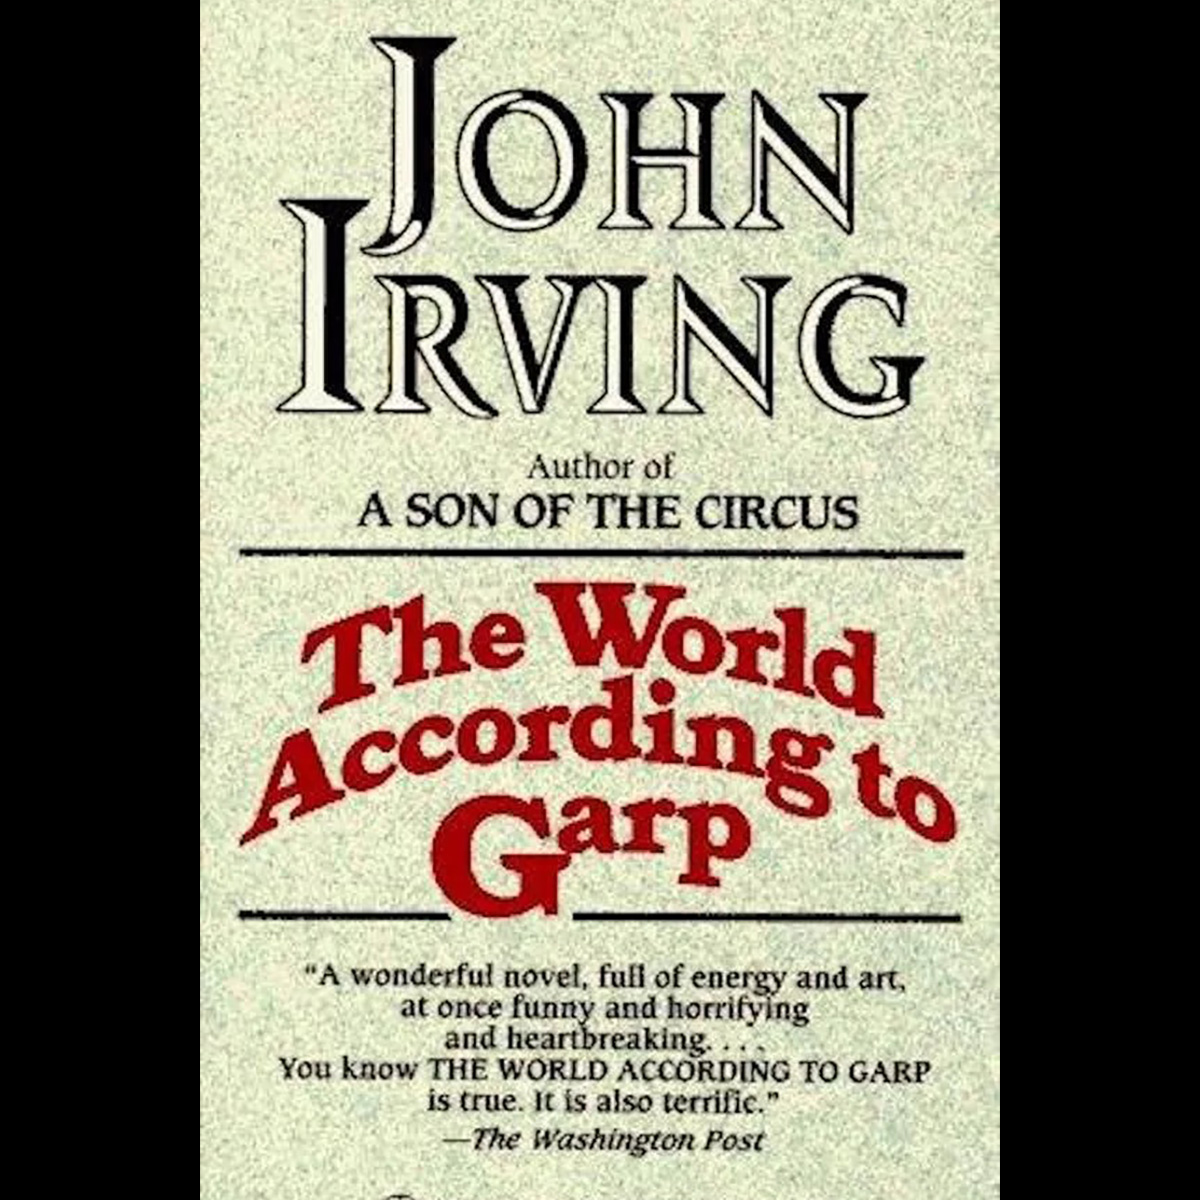 JOHN
IRVING
Author of
A SON OF THE CIRCUS
The World
According to
Garp
"A wonderful novel, full of energy and art,
at once funny and horrifying
and heartbreaking. . . .
You know THE WORLD ACCORDING TO GARP
is true. It is also terrific."
—The Washington Post